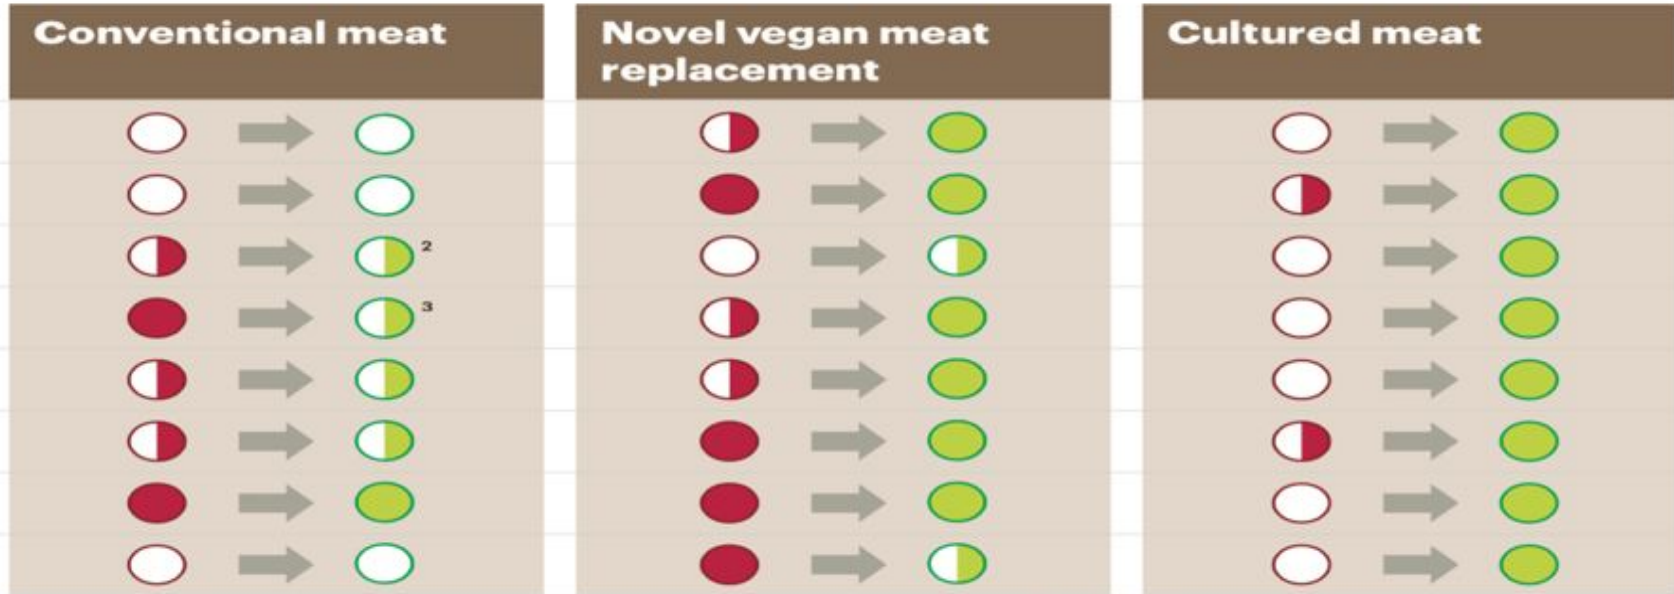 Conventional meat
Novel vegan meat
replacement
Cultured meat
2
3